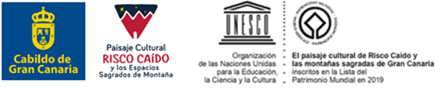 Cabildo de
Gran Canaria
Paisaje Cultural
RISCO CAÍDO
y los Espacios
Sagrados de Montaña
UNESCO
Organización
de las Naciones Unidas
para la Educación,
la Ciencia y la Cultura
El paisaje cultural de Risco Caído y
las montañas sagradas de Gran Canaria
inscritos en la Lista del
Patrimonio Mundial en 2019